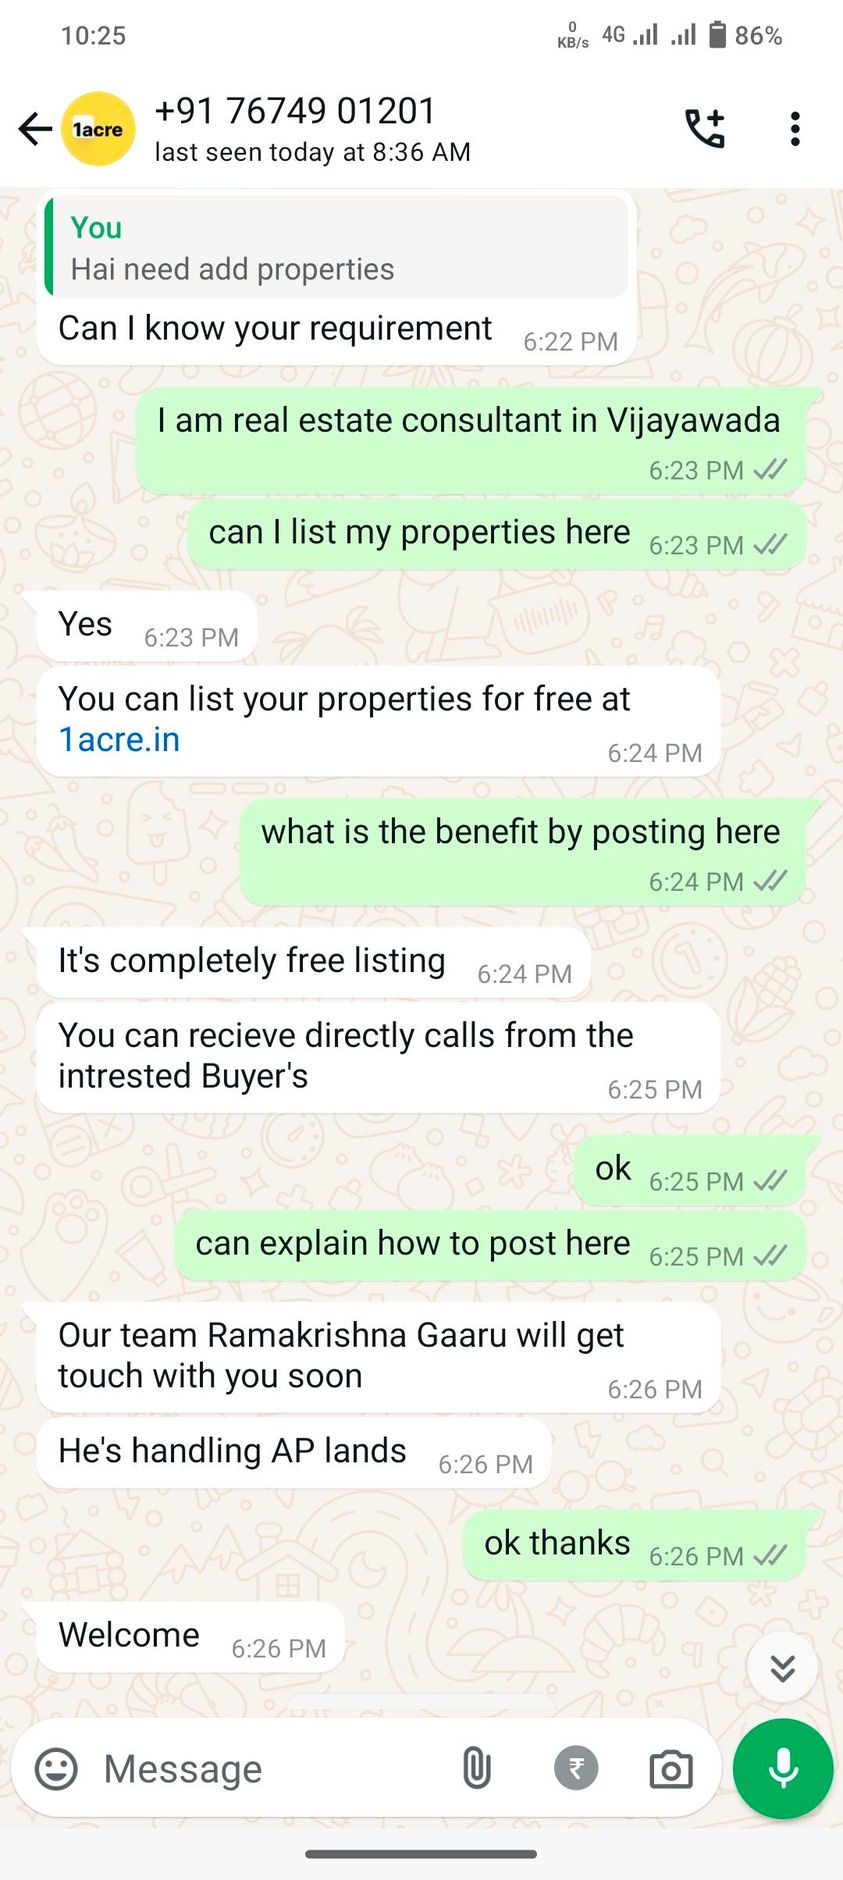 10:25
0
KB/s
4G
86%
1acre
+91 76749 01201
last seen today at 8:36 AM
You
Hai need add properties
Can I know your requirement
6:22 PM
I am real estate consultant in Vijayawada
6:23 PM
can I list my properties here
6:23 PM
Yes
6:23 PM
You can list your properties for free at
1acre.in
6:24 PM
what is the benefit by posting here
6:24 PM
It's completely free listing
6:24 PM
You can recieve directly calls from the
intrested Buyer's
6:25 PM
ok
6:25 PM
can explain how to post here
6:25 PM
Our team Ramakrishna Gaaru will get
touch with you soon
6:26 PM
He's handling AP lands
6:26 PM
ok thanks
6:26 PM
Welcome
6:26 PM
Message
₹